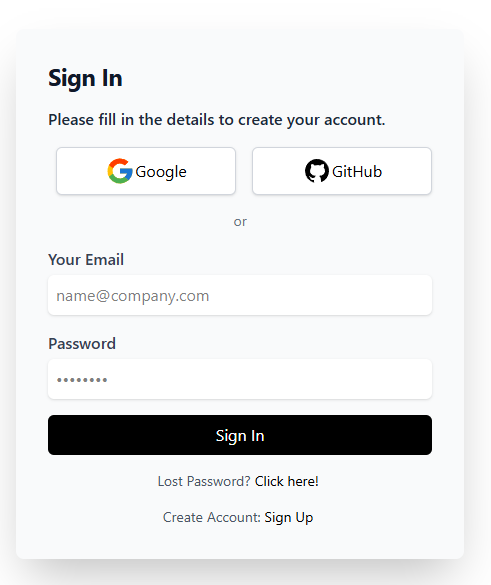 Sign In
Please fill in the details to create your account.
Google GitHub
or
Your Email
name@company.com
Password
••••••••
Sign In
Lost Password? Click here!
Create Account: Sign Up